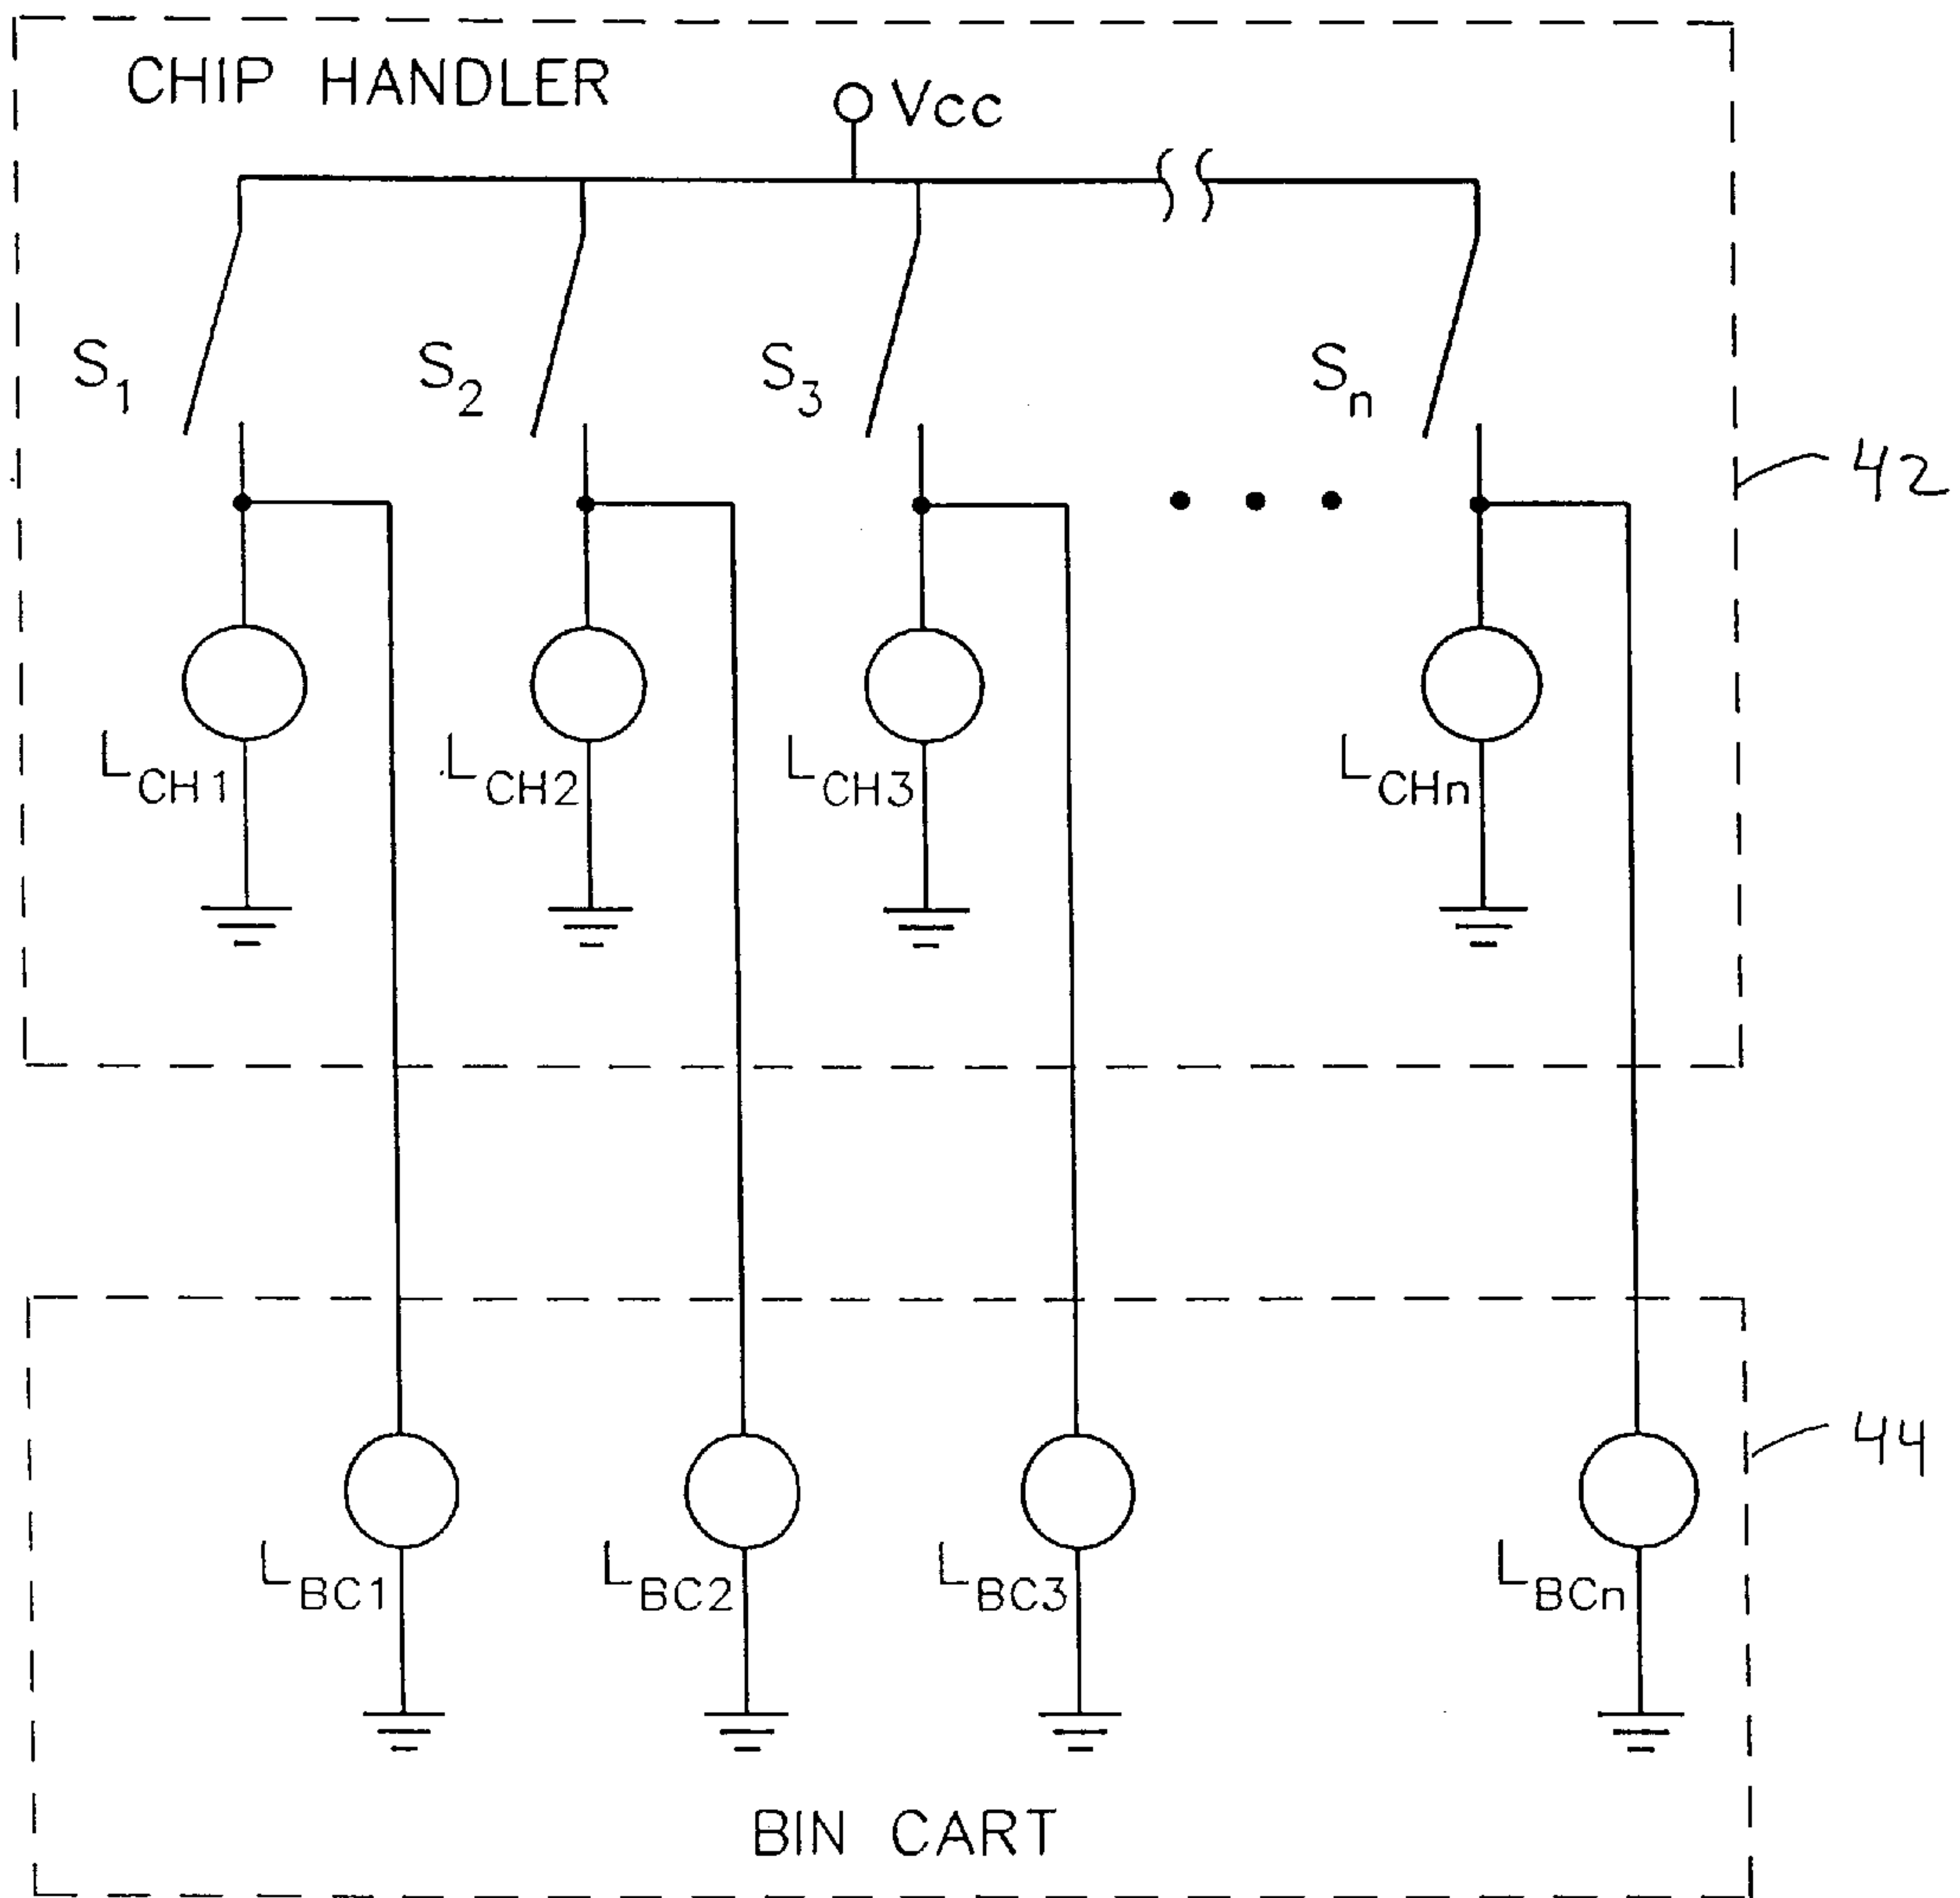 CHIP HANDLER
Vcc
S1 S2 S3 Sn
42
LCH1 LCH2 LCH3 LCHn
44
LBC1 LBC2 LBC3 LBCn
BIN CART